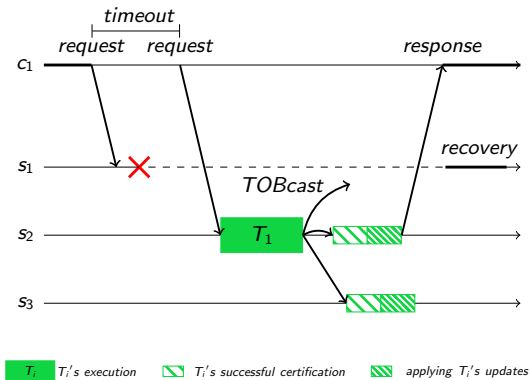 timeout
request request response
c1
recovery
s1
TOBcast
s2 T1
s3
Ti Ti's execution Ti's successful certification applying Ti's updates